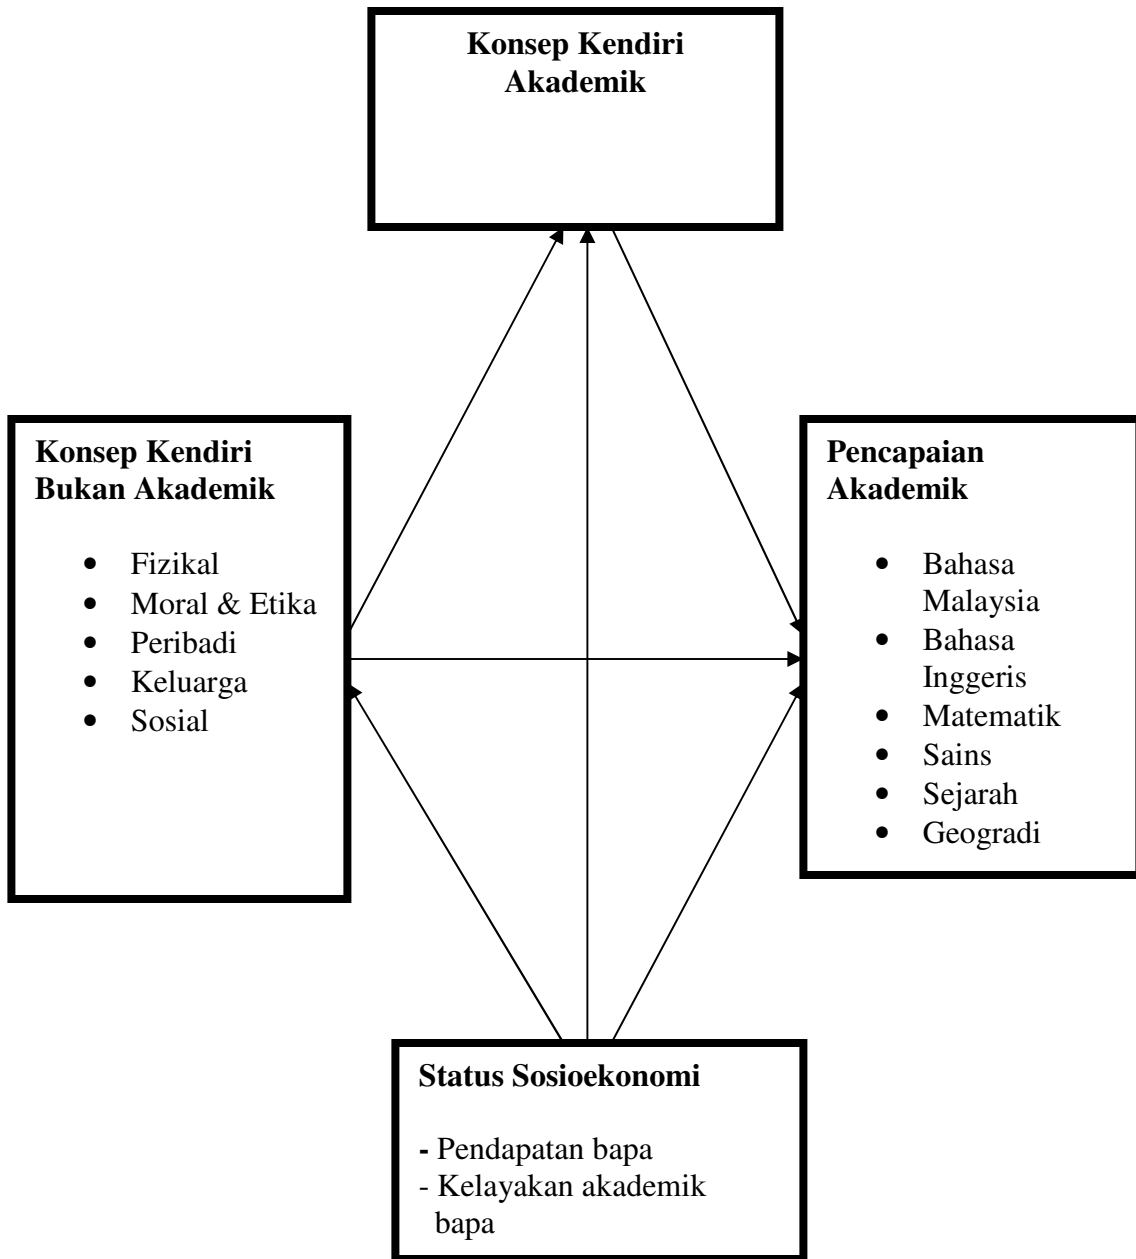 Konsep Kendiri
Akademik
Konsep Kendiri
Bukan Akademik
• Fizikal
• Moral & Etika
• Peribadi
• Keluarga
• Sosial
Pencapaian
Akademik
• Bahasa
Malaysia
• Bahasa
Inggeris
• Matematik
• Sains
• Sejarah
• Geogradi
Status Sosioekonomi
- Pendapatan bapa
- Kelayakan akademik
bapa